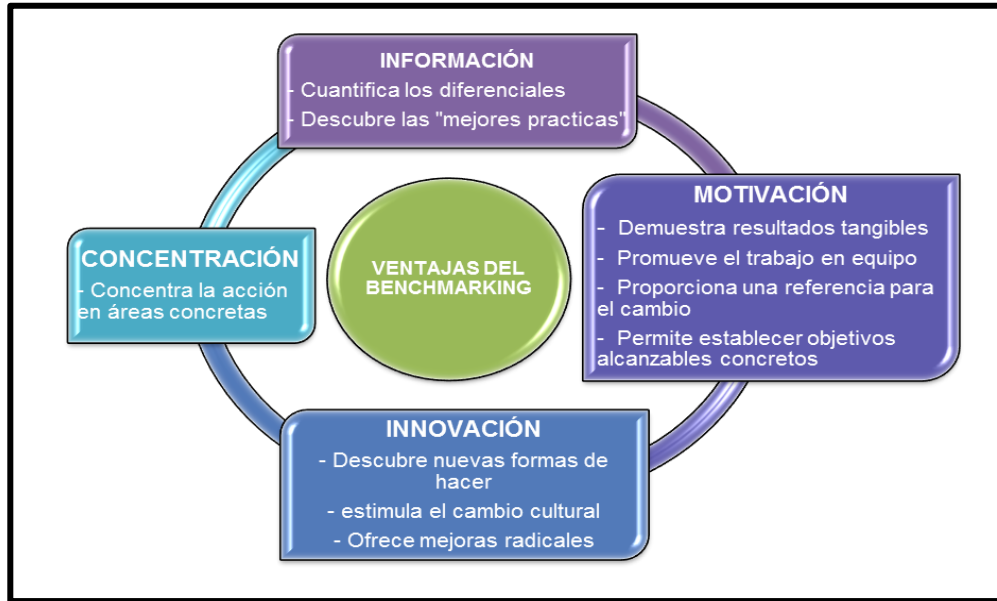 INFORMACIÓN
- Cuantifica los diferenciales
- Descubre las "mejores practicas"
MOTIVACIÓN
- Demuestra resultados tangibles
- Promueve el trabajo en equipo
- Proporciona una referencia para
el cambio
- Permite establecer objetivos
alcanzables concretos
CONCENTRACIÓN
- Concentra la acción
en áreas concretas
VENTAJAS DEL
BENCHMARKING
INNOVACIÓN
- Descubre nuevas formas de
hacer
- estimula el cambio cultural
- Ofrece mejoras radicales